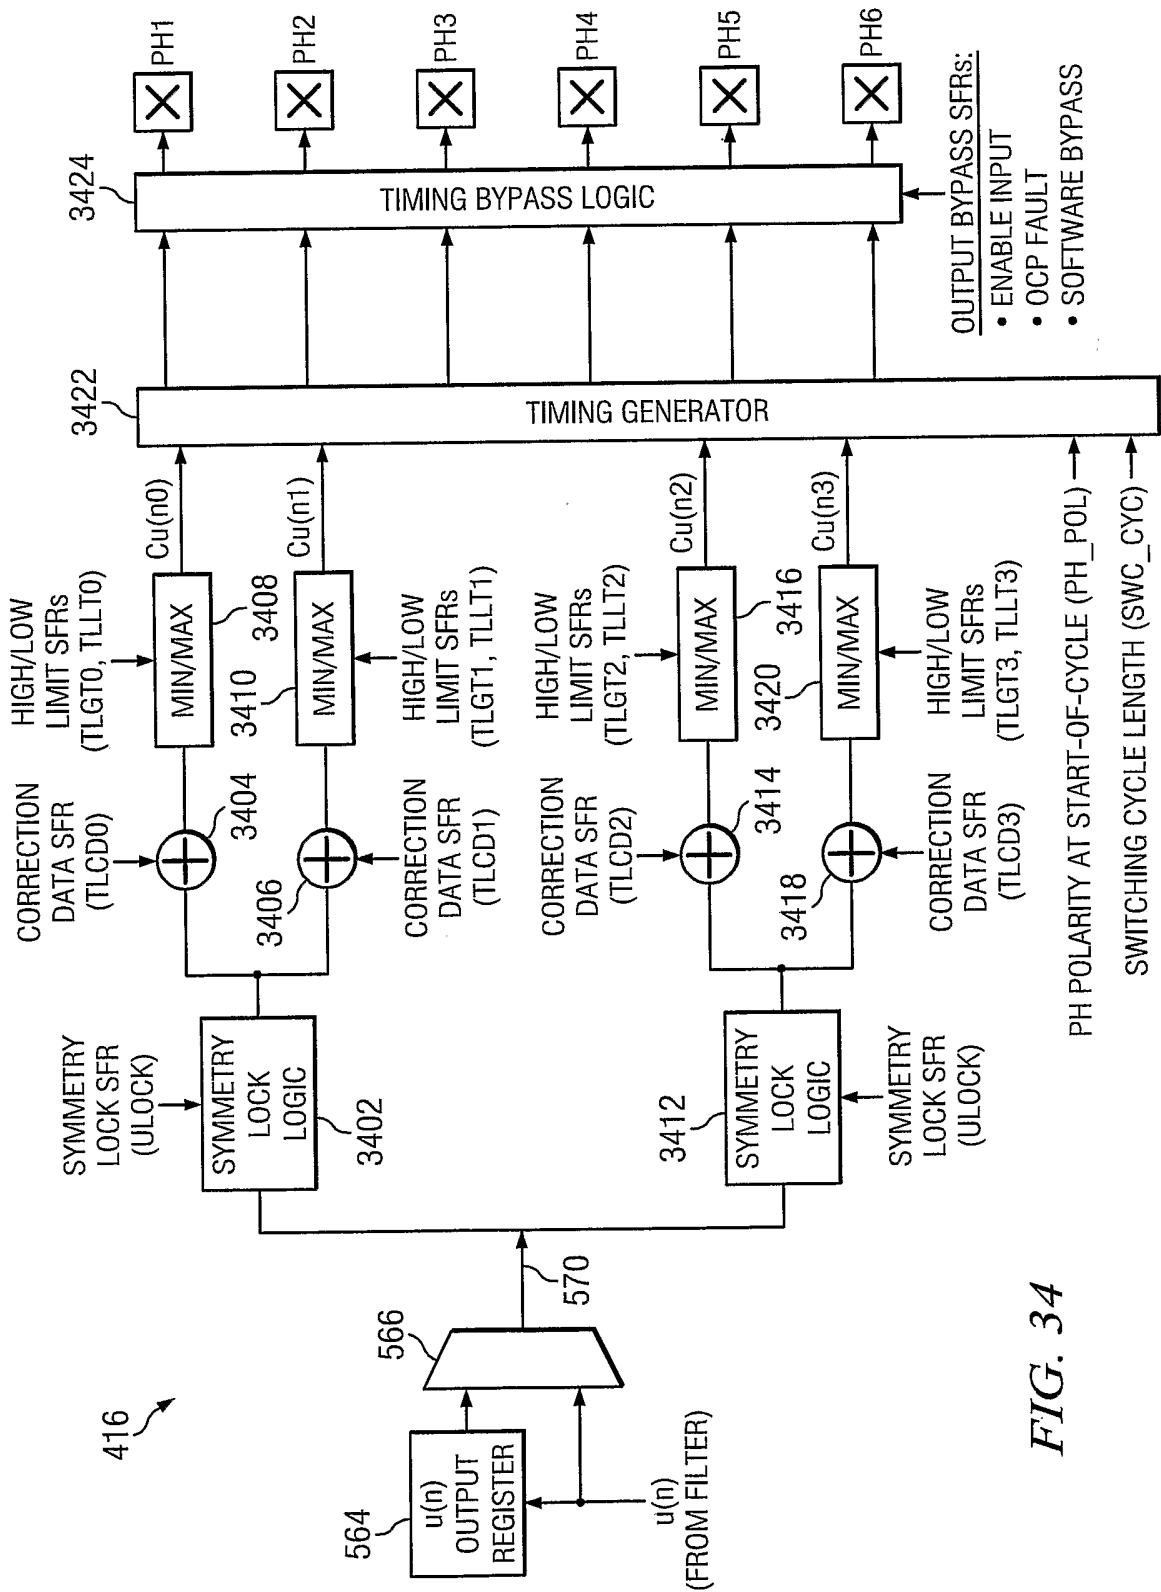 416
564
u(n)
OUTPUT
REGISTER
u(n)
(FROM FILTER)
566
570
SYMMETRY
LOCK SFR
(ULOCK)
SYMMETRY
LOCK
LOGIC
3402
3412
SYMMETRY
LOCK
LOGIC
SYMMETRY
LOCK SFR
(ULOCK)
CORRECTION
DATA SFR
(TLCD0)
3404
3406
CORRECTION
DATA SFR
(TLCD1)
CORRECTION
DATA SFR
(TLCD2)
3414
3418
CORRECTION
DATA SFR
(TLCD3)
HIGH/LOW
LIMIT SFRs
(TLGT0, TLLT0)
MIN/MAX
3408
3410
MIN/MAX
HIGH/LOW
LIMIT SFRs
(TLGT1, TLLT1)
HIGH/LOW
LIMIT SFRs
(TLGT2, TLLT2)
MIN/MAX
3416
3420
MIN/MAX
HIGH/LOW
LIMIT SFRs
(TLGT3, TLLT3)
Cu(n0)
Cu(n1)
Cu(n2)
Cu(n3)
PH POLARITY AT START-OF-CYCLE (PH_POL)
SWITCHING CYCLE LENGTH (SWC_CYC)
3422
TIMING GENERATOR
3424
TIMING BYPASS LOGIC
PH1
PH2
PH3
PH4
PH5
PH6
OUTPUT BYPASS SFRs:
• ENABLE INPUT
• OCP FAULT
• SOFTWARE BYPASS
FIG. 34